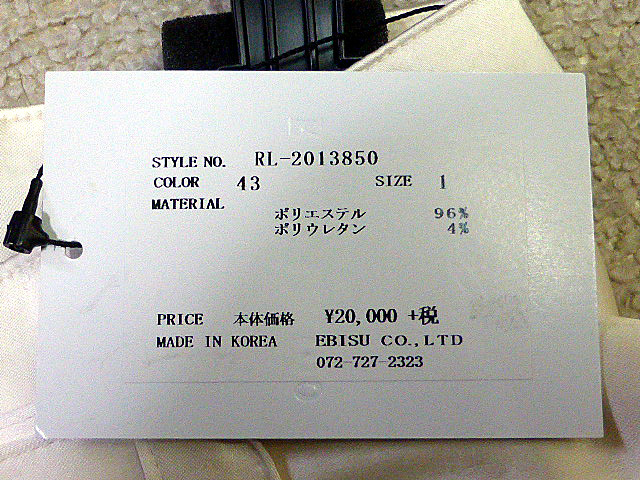 STYLE NO. RL-2013850
COLOR 43 SIZE 1
MATERIAL
ポリエステル 96%
ポリウレタン 4%
PRICE 本体価格 ¥20,000 +税
MADE IN KOREA EBISU CO.,LTD
072-727-2323